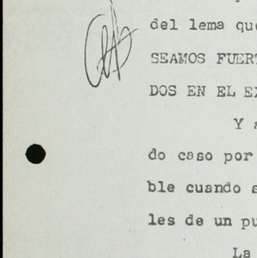 del lema que
SEAMOS FUERT
DOS EN EL E
Y a
do caso por
ble cuando a
les de un pu
La